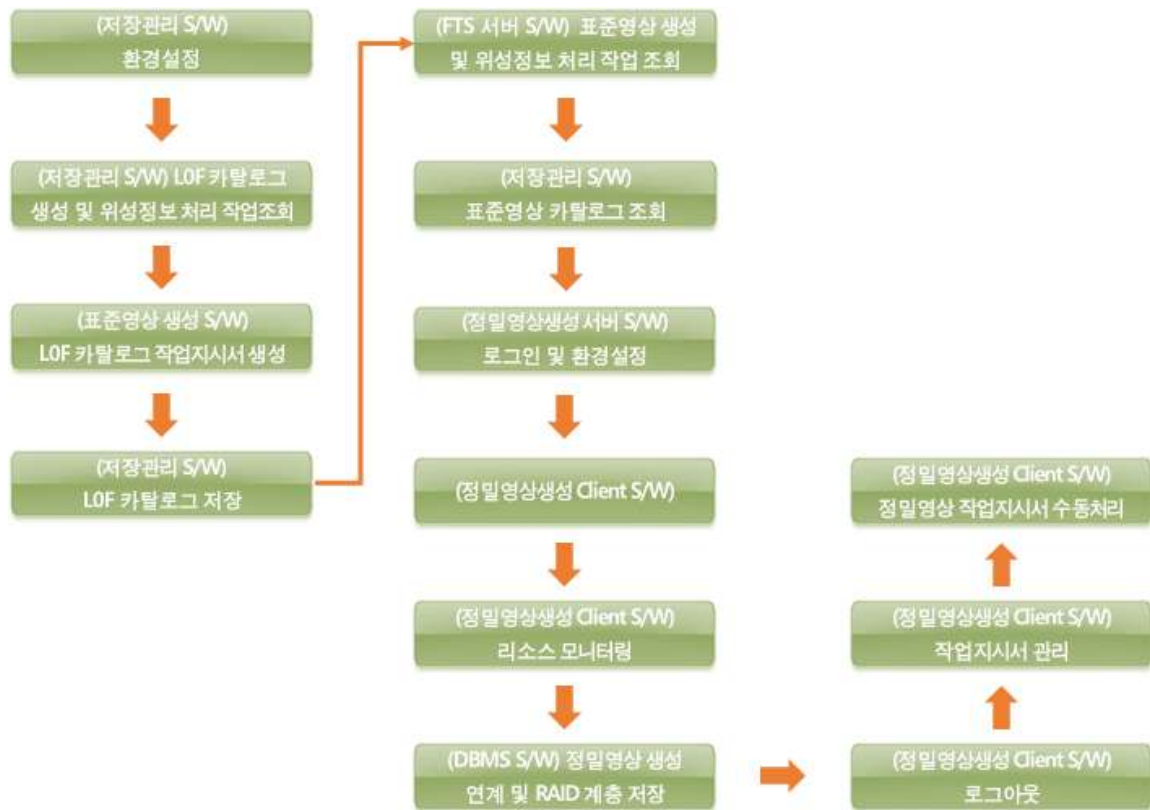 (저장관리 S/W)
환경설정
(저장관리 S/W) L0F 카탈로그
생성 및 위성정보 처리 작업조회
(표준영상 생성 S/W)
L0F 카탈로그 작업지시서 생성
(저장관리 S/W)
L0F 카탈로그 저장
(FTS 서버 S/W) 표준영상 생성
및 위성정보 처리 작업 조회
(저장관리 S/W)
표준영상 카탈로그 조회
(정밀영상생성 서버 S/W)
로그인 및 환경설정
(정밀영상생성 Client S/W)
(정밀영상생성 Client S/W)
리소스 모니터링
(DBMS S/W) 정밀영상 생성
연계 및 RAID 계층 저장
(정밀영상생성 Client S/W)
로그아웃
(정밀영상생성 Client S/W)
작업지시서 관리
(정밀영상생성 Client S/W)
정밀영상 작업지시서 수동처리